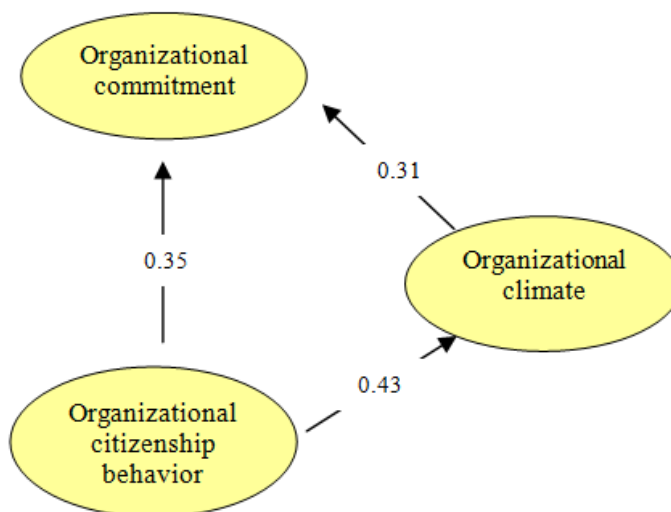 Organizational
commitment
0.31
0.35
Organizational
climate
0.43
Organizational
citizenship
behavior